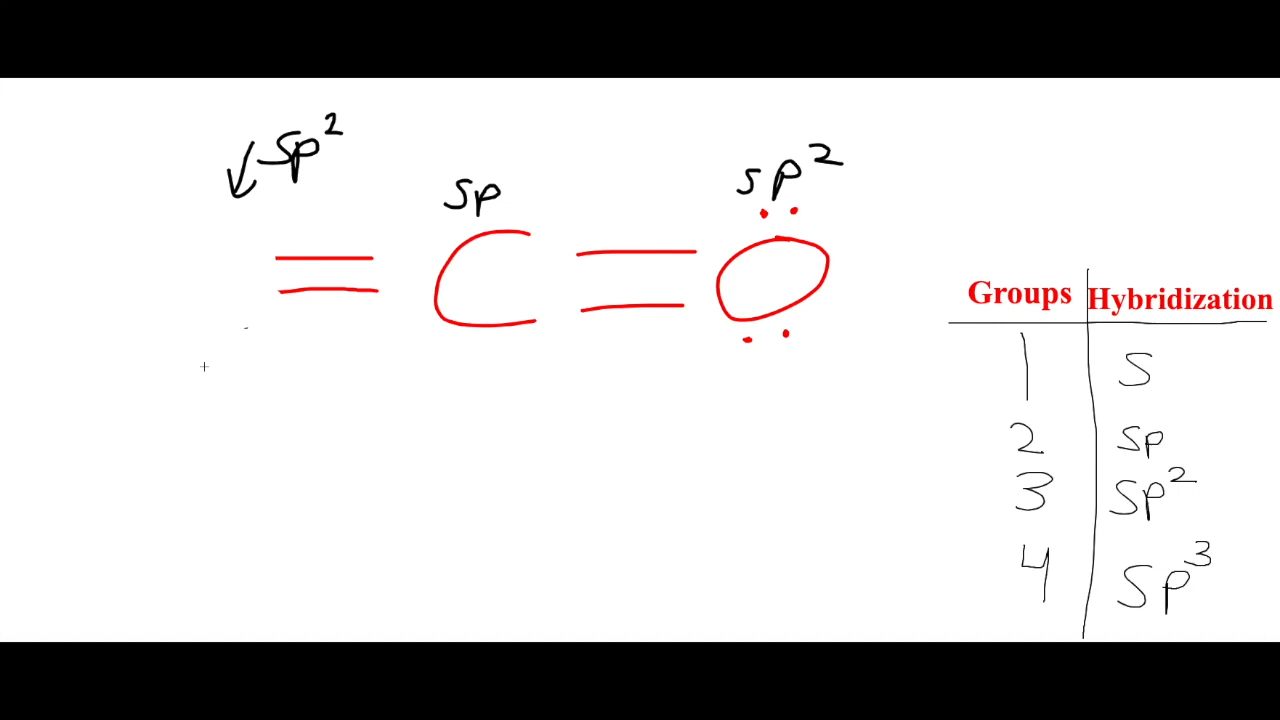 sp²
sp
sp²
= C = O
Groups Hybridization
1 S
2 sp
3 sp²
4 sp³